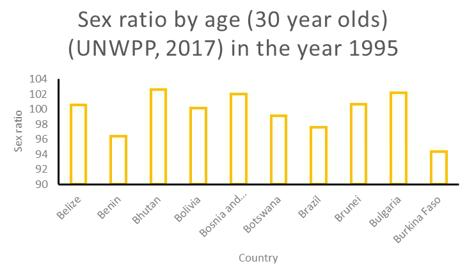 Sex ratio by age (30 year olds)
(UNWPP, 2017) in the year 1995
104
102
100
98
96
94
92
90
Sex ratio
Belize
Benin
Bhutan
Bolivia
Bosnia and...
Botswana
Brazil
Brunei
Bulgaria
Burkina Faso
Country